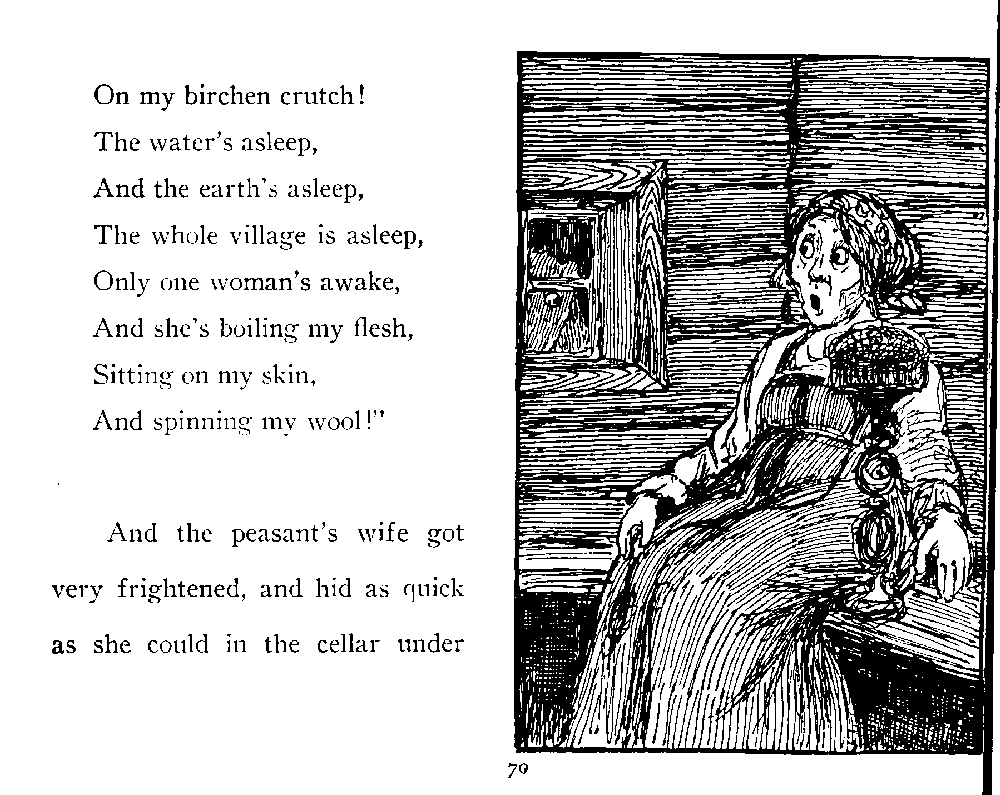 On my birchen crutch!
The water's asleep,
And the earth's asleep,
The whole village is asleep,
Only one woman's awake,
And she's boiling my flesh,
Sitting on my skin,
And spinning my wool!"
And the peasant's wife got
very frightened, and hid as quick
as she could in the cellar under
70